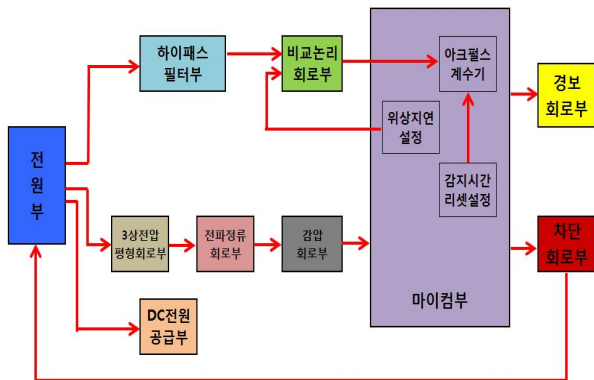 하이패스
필터부
비교논리
회로부
아크펄스
계수기
경보
회로부
위상지연
설정
전
원
부
감지시간
리셋설정
3상전압
평형회로부
전파정류
회로부
감압
회로부
차단
회로부
마이컴부
DC전원
공급부